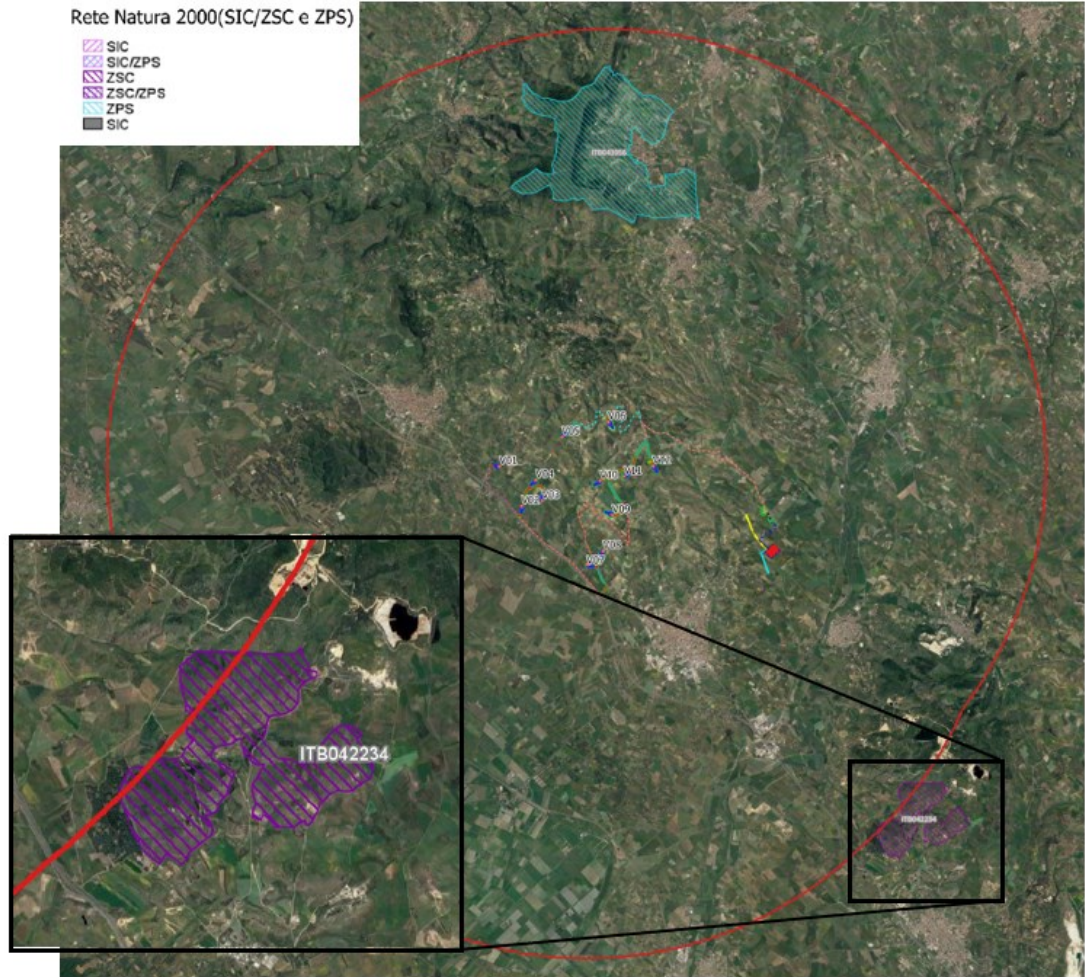 Rete Natura 2000(SIC/ZSC e ZPS)
SIC
SIC/ZPS
ZSC
ZSC/ZPS
ZPS
SIC
V06
V05
V01
V12
V11
V04
V10
V03
V02
V09
V08
V07
ITB042234
ITB042234